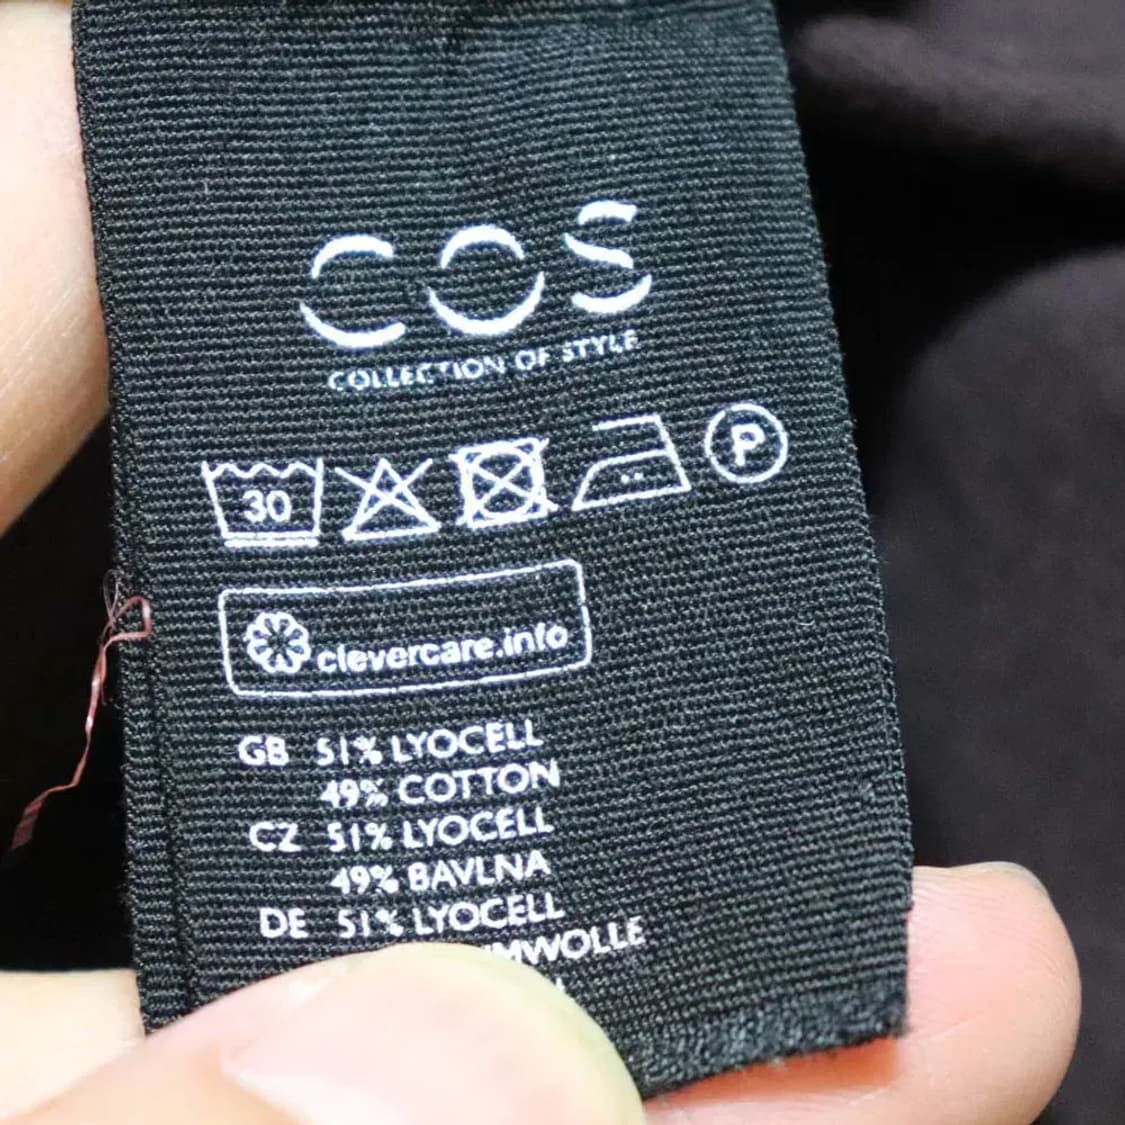 COS
COLLECTION OF STYLE
30 P
clevercare.info
GB 51% LYOCELL
49% COTTON
CZ 51% LYOCELL
49% BAVLNA
DE 51% LYOCELL